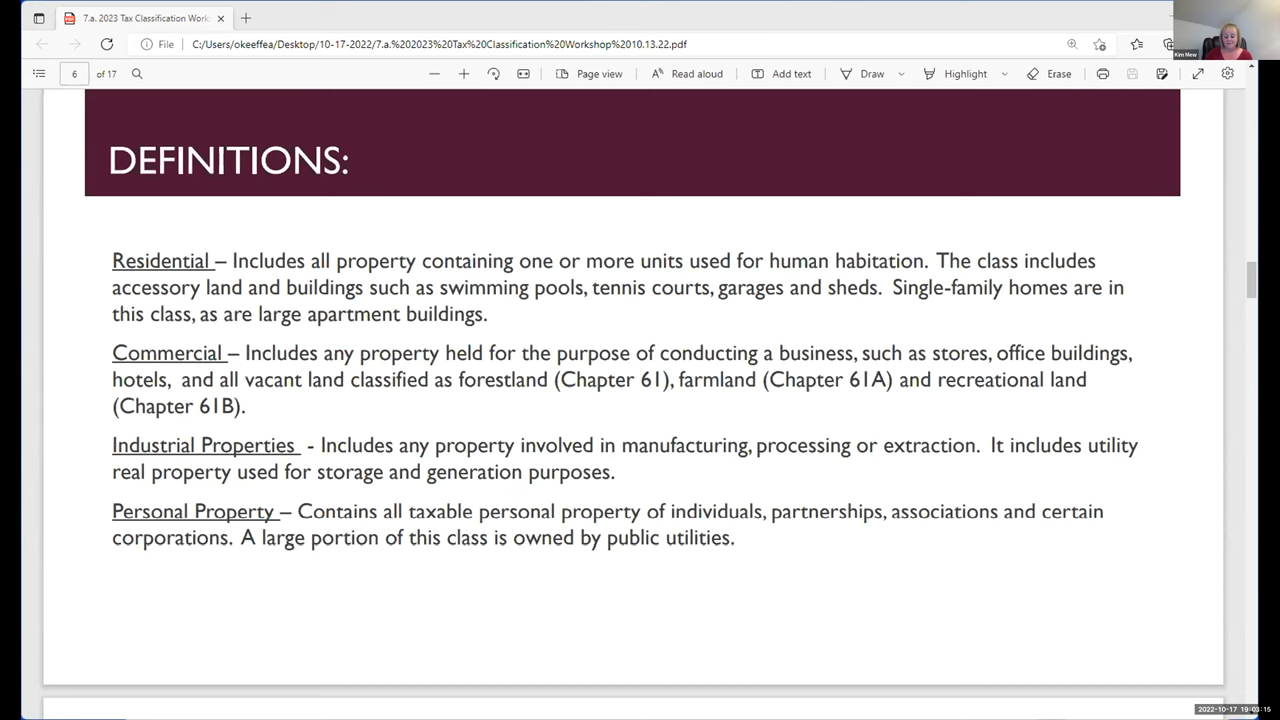 7.a. 2023 Tax Classification Work
File
C:/Users/okeeffea/Desktop/10-17-2022/7.a.%202023%20Tax%20Classification%20Workshop%2010.13.22.pdf
Kim Mew
6 of 17
Page view
Read aloud
Add text
Draw
Highlight
Erase
DEFINITIONS:
Residential – Includes all property containing one or more units used for human habitation. The class includes
accessory land and buildings such as swimming pools, tennis courts, garages and sheds. Single-family homes are in
this class, as are large apartment buildings.
Commercial – Includes any property held for the purpose of conducting a business, such as stores, office buildings,
hotels, and all vacant land classified as forestland (Chapter 61), farmland (Chapter 61A) and recreational land
(Chapter 61B).
Industrial Properties - Includes any property involved in manufacturing, processing or extraction. It includes utility
real property used for storage and generation purposes.
Personal Property – Contains all taxable personal property of individuals, partnerships, associations and certain
corporations. A large portion of this class is owned by public utilities.
2022-10-17 19:03:15